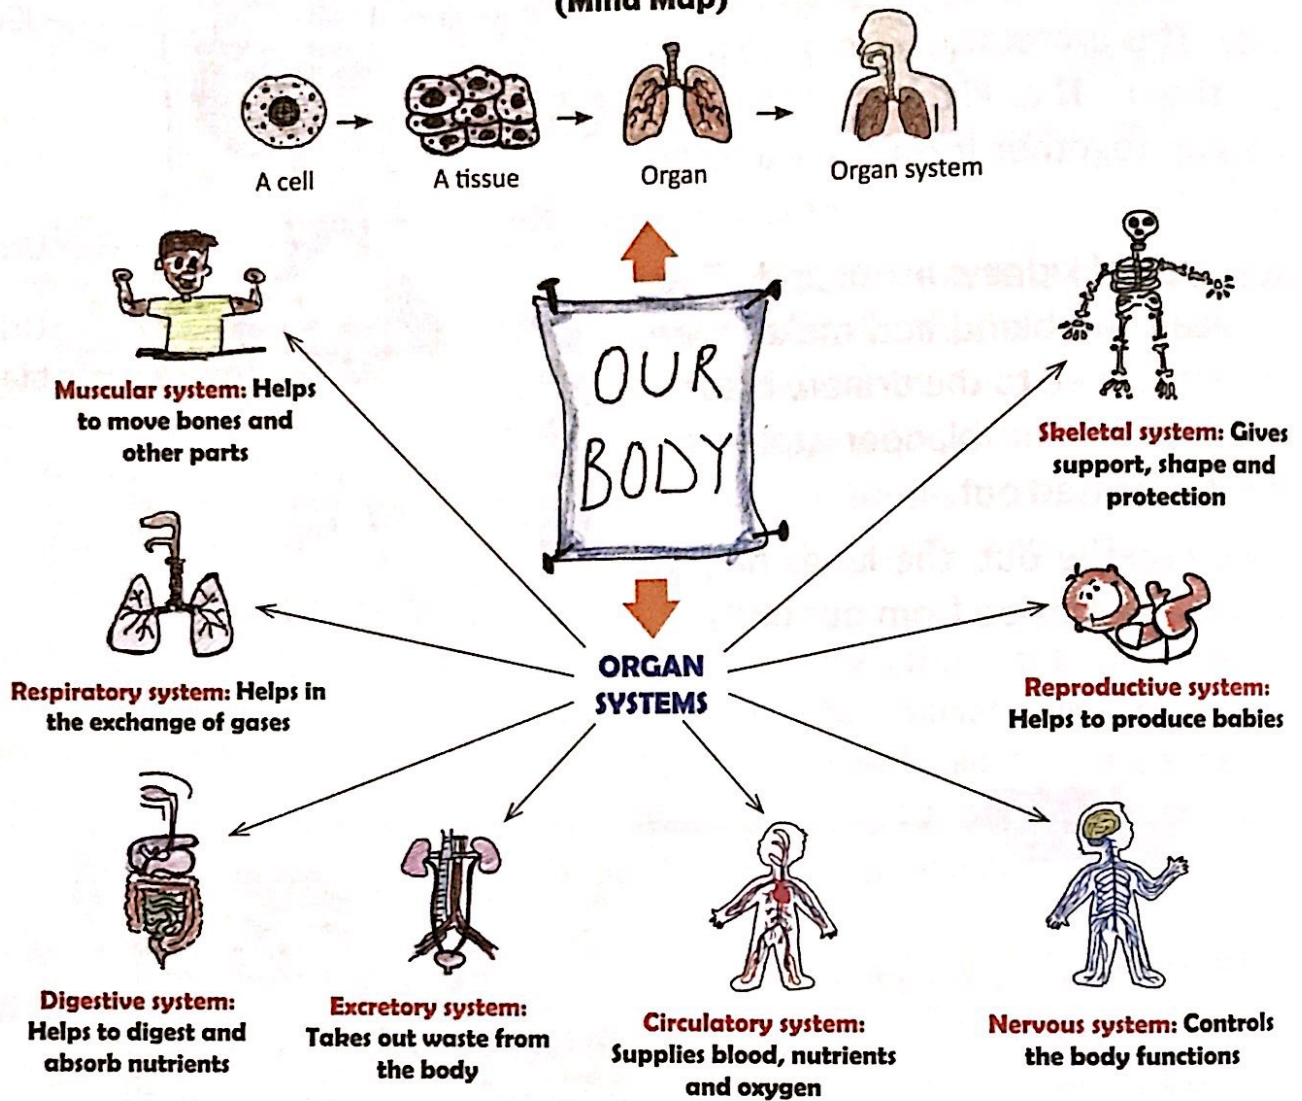 (Mind Map)
A cell
A tissue
Organ
Organ system
OUR
BODY
Muscular system: Helps
to move bones and
other parts
Skeletal system: Gives
support, shape and
protection
Respiratory system: Helps in
the exchange of gases
ORGAN
SYSTEMS
Reproductive system:
Helps to produce babies
Digestive system:
Helps to digest and
absorb nutrients
Excretory system:
Takes out waste from
the body
Circulatory system:
Supplies blood, nutrients
and oxygen
Nervous system: Controls
the body functions